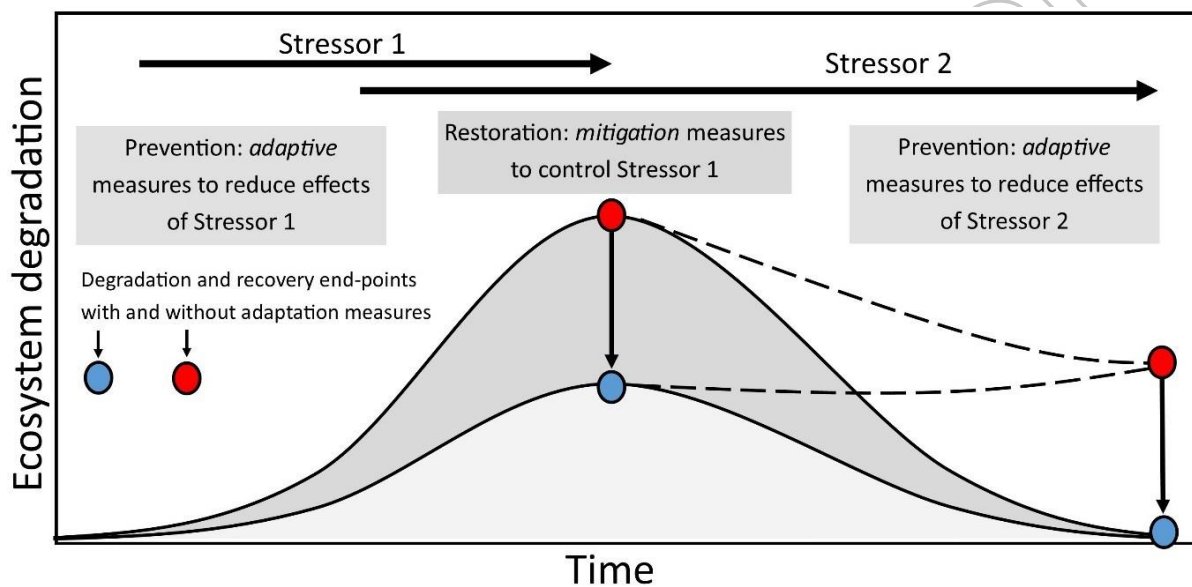 Stressor 1
Stressor 2
Prevention: adaptive
measures to reduce effects
of Stressor 1
Restoration: mitigation measures
to control Stressor 1
Prevention: adaptive
measures to reduce effects
of Stressor 2
Degradation and recovery end-points
with and without adaptation measures
Ecosystem degradation
Time